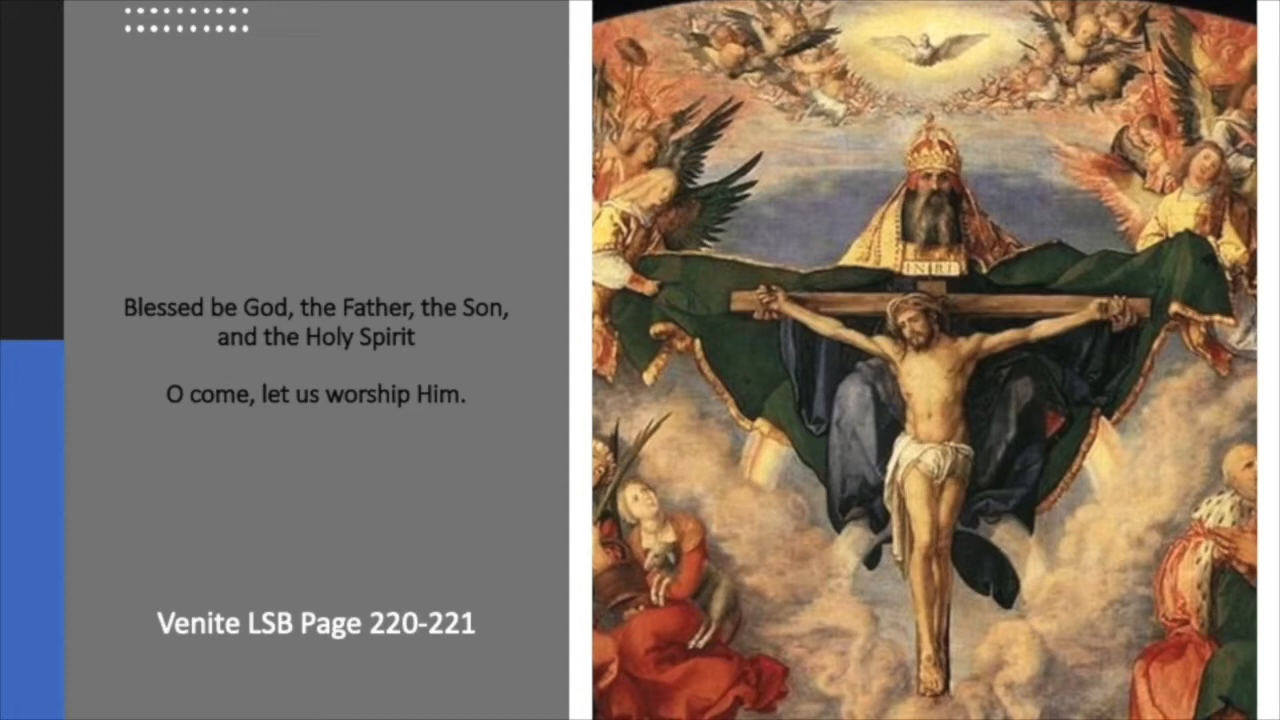 Blessed be God, the Father, the Son,
and the Holy Spirit
O come, let us worship Him.
Venite LSB Page 220-221
INRI